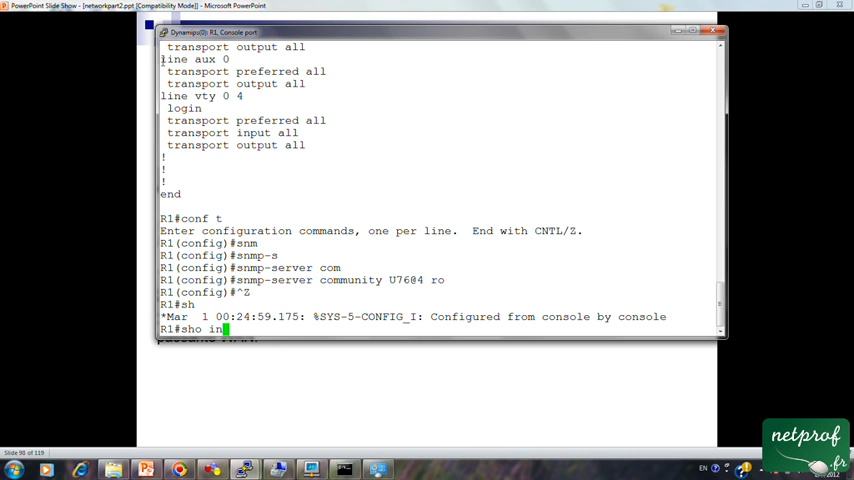 PowerPoint Slide Show - [networkpart2.ppt [Compatibility Mode]] - Microsoft PowerPoint
Dynamips(0): R1, Console port
transport output all
line aux 0
transport preferred all
transport output all
line vty 0 4
login
transport preferred all
transport input all
transport output all
!
!
!
end
R1#conf t
Enter configuration commands, one per line.  End with CNTL/Z.
R1(config)#snm
R1(config)#snmp-s
R1(config)#snmp-server com
R1(config)#snmp-server community U76@4 ro
R1(config)#^Z
R1#sh
*Mar  1 00:24:59.175: %SYS-5-CONFIG_I: Configured from console by console
R1#sho in
passante WAN.
netprof
.fr
Slide 98 of 119
EN